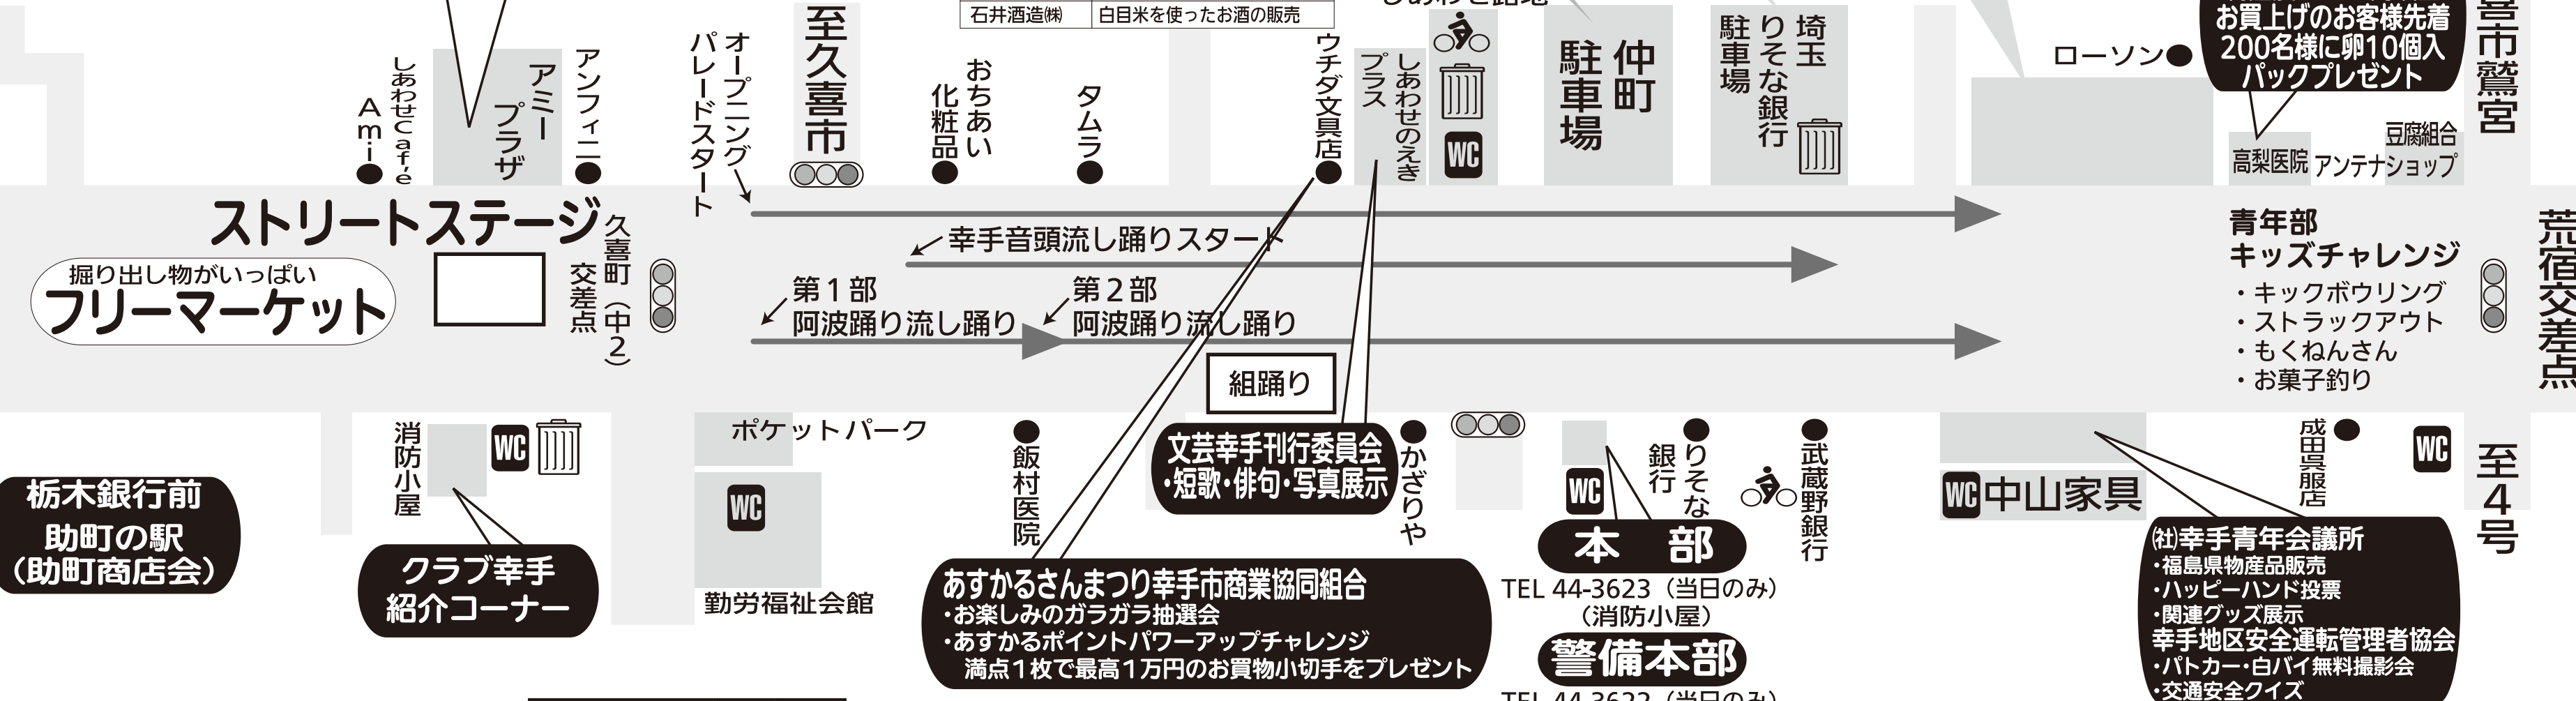 石井酒造㈱
白目米を使ったお酒の販売
しあわせCafe
Ami
アミー
プラザ
アンフィニ
オープニング
パレードスタート
至久喜市
おちあい
化粧品
タムラ
ウチダ文具店
しあわせのえき
プラス
WC
仲町
駐車場
埼玉
りそな銀行
駐車場
ローソン
お買上げのお客様先着
200名様に卵10個入
パックプレゼント
喜市鷲宮
豆腐組合
高梨医院
アンテナショップ
ストリートステージ
掘り出し物がいっぱい
フリーマーケット
久喜町（中2）
交差点
幸手音頭流し踊りスタート
第1部
阿波踊り流し踊り
第2部
阿波踊り流し踊り
組踊り
青年部
キッズチャレンジ
・キックボウリング
・ストラックアウト
・もくねんさん
・お菓子釣り
荒宿交差点
消防小屋
WC
ポケットパーク
飯村医院
文芸幸手刊行委員会
・短歌・俳句・写真展示
かざりや
WC
りそな
銀行
武蔵野銀行
WC中山家具
成田呉服店
WC
至4号
栃木銀行前
助町の駅
（助町商店会）
クラブ幸手
紹介コーナー
WC
勤労福祉会館
あすかるさんまつり幸手市商業協同組合
・お楽しみのガラガラ抽選会
・あすかるポイントパワーアップチャレンジ
満点1枚で最高1万円のお買物小切手をプレゼント
本　部
TEL 44-3623（当日のみ）
（消防小屋）
警備本部
TEL 44-3622（当日のみ）
㈳幸手青年会議所
・福島県物産品販売
・ハッピーハンド投票
・関連グッズ展示
幸手地区安全運転管理者協会
・パトカー・白バイ無料撮影会
・交通安全クイズ